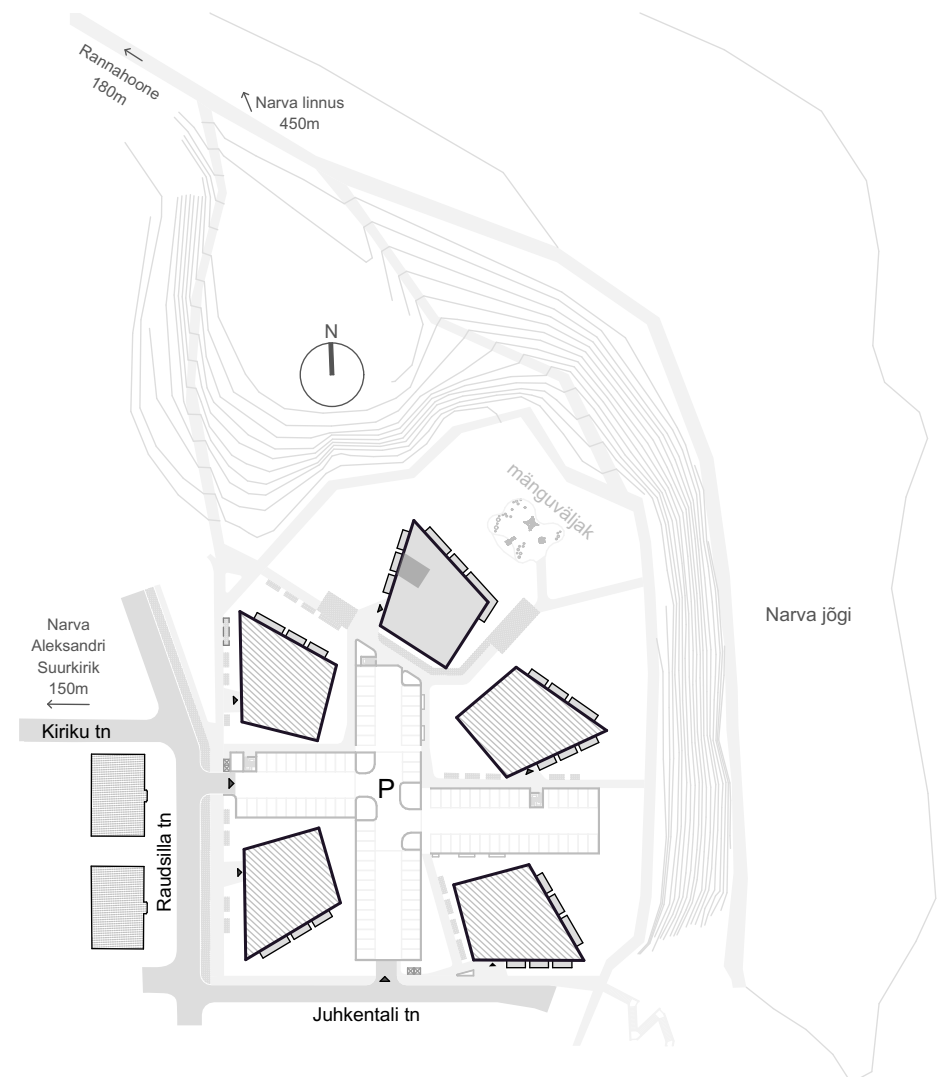 Rannahoone
180m
Narva linnus
450m
N
mänguväljak
Narva jõgi
Narva
Aleksandri
Suurkirik
150m
Kiriku tn
P
Raudsilla tn
Juhkentali tn